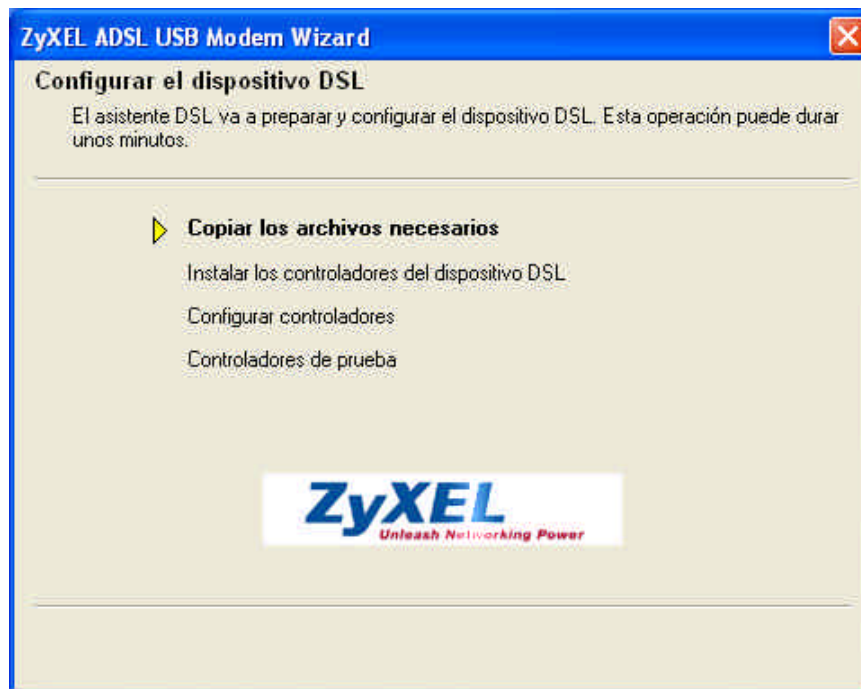 ZyXEL ADSL USB Modem Wizard
Configurar el dispositivo DSL
El asistente DSL va a preparar y configurar el dispositivo DSL. Esta operación puede durar
unos minutos.
Copiar los archivos necesarios
Instalar los controladores del dispositivo DSL
Configurar controladores
Controladores de prueba
ZyXEL
Unleash Networking Power